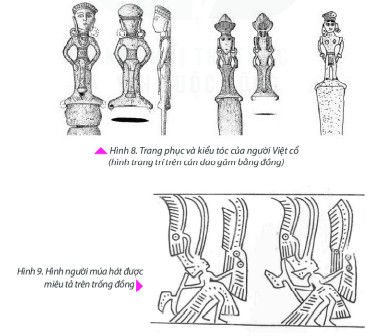 Hình 8. Trang phục và kiểu tóc của người Việt cổ
(hình trang trí trên cán dao găm bằng đồng)
Hình 9. Hình người múa hát được
miêu tả trên trống đồng